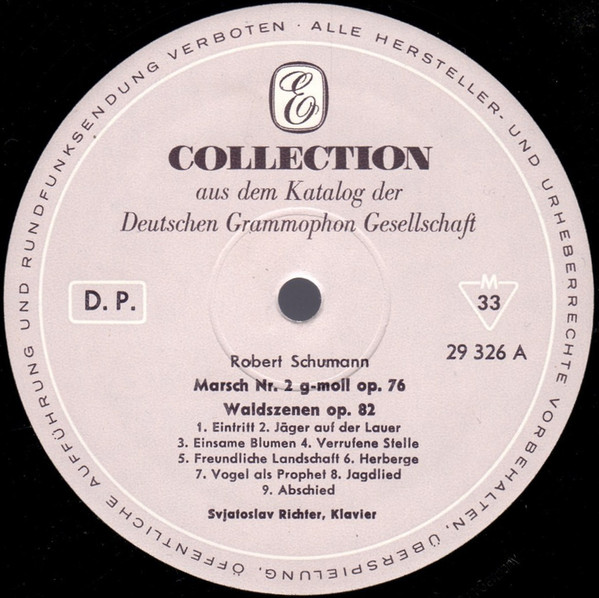 E
COLLECTION
aus dem Katalog der
Deutschen Grammophon Gesellschaft
D. P.
M
33
29 326 A
Robert Schumann
Marsch Nr. 2 g-moll op. 76
Waldszenen op. 82
1. Eintritt 2. Jäger auf der Lauer
3. Einsame Blumen 4. Verrufene Stelle
5. Freundliche Landschaft 6. Herberge
7. Vogel als Prophet 8. Jagdlied
9. Abschied
Svjatoslav Richter, Klavier
ALLE HERSTELLER- UND URHEBERRECHTE VORBEHALTEN, ÜBERSPIELUNG, ÖFFENTLICHE AUFFÜHRUNG UND RUNDFUNKSENDUNG VERBOTEN ·